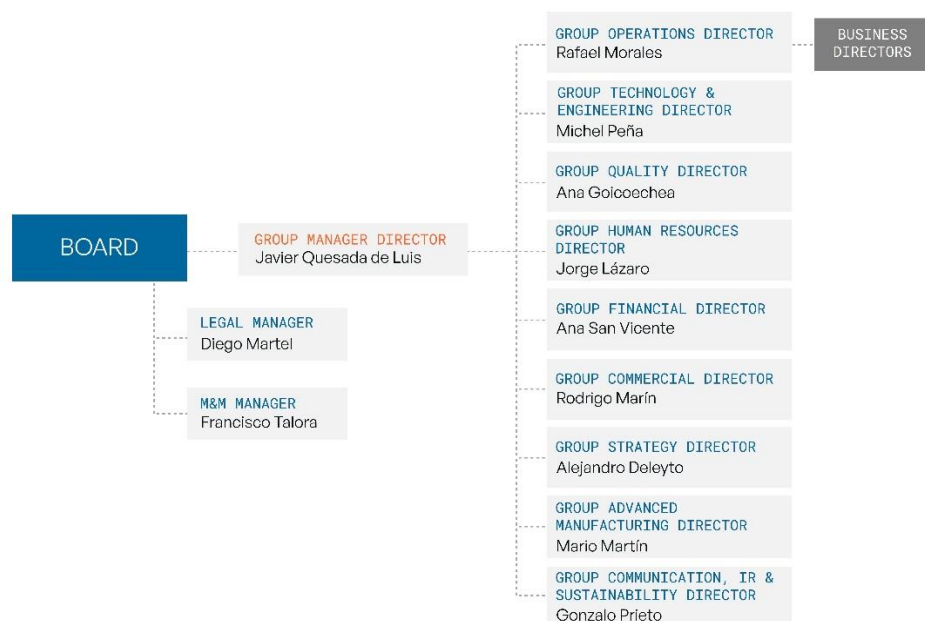 BOARD
GROUP MANAGER DIRECTOR
Javier Quesada de Luis
LEGAL MANAGER
Diego Martel
M&M MANAGER
Francisco Talora
GROUP OPERATIONS DIRECTOR
Rafael Morales
BUSINESS
DIRECTORS
GROUP TECHNOLOGY &
ENGINEERING DIRECTOR
Michel Peña
GROUP QUALITY DIRECTOR
Ana Goicoechea
GROUP HUMAN RESOURCES
DIRECTOR
Jorge Lázaro
GROUP FINANCIAL DIRECTOR
Ana San Vicente
GROUP COMMERCIAL DIRECTOR
Rodrigo Marín
GROUP STRATEGY DIRECTOR
Alejandro Deleyto
GROUP ADVANCED
MANUFACTURING DIRECTOR
Mario Martín
GROUP COMMUNICATION, IR &
SUSTAINABILITY DIRECTOR
Gonzalo Prieto